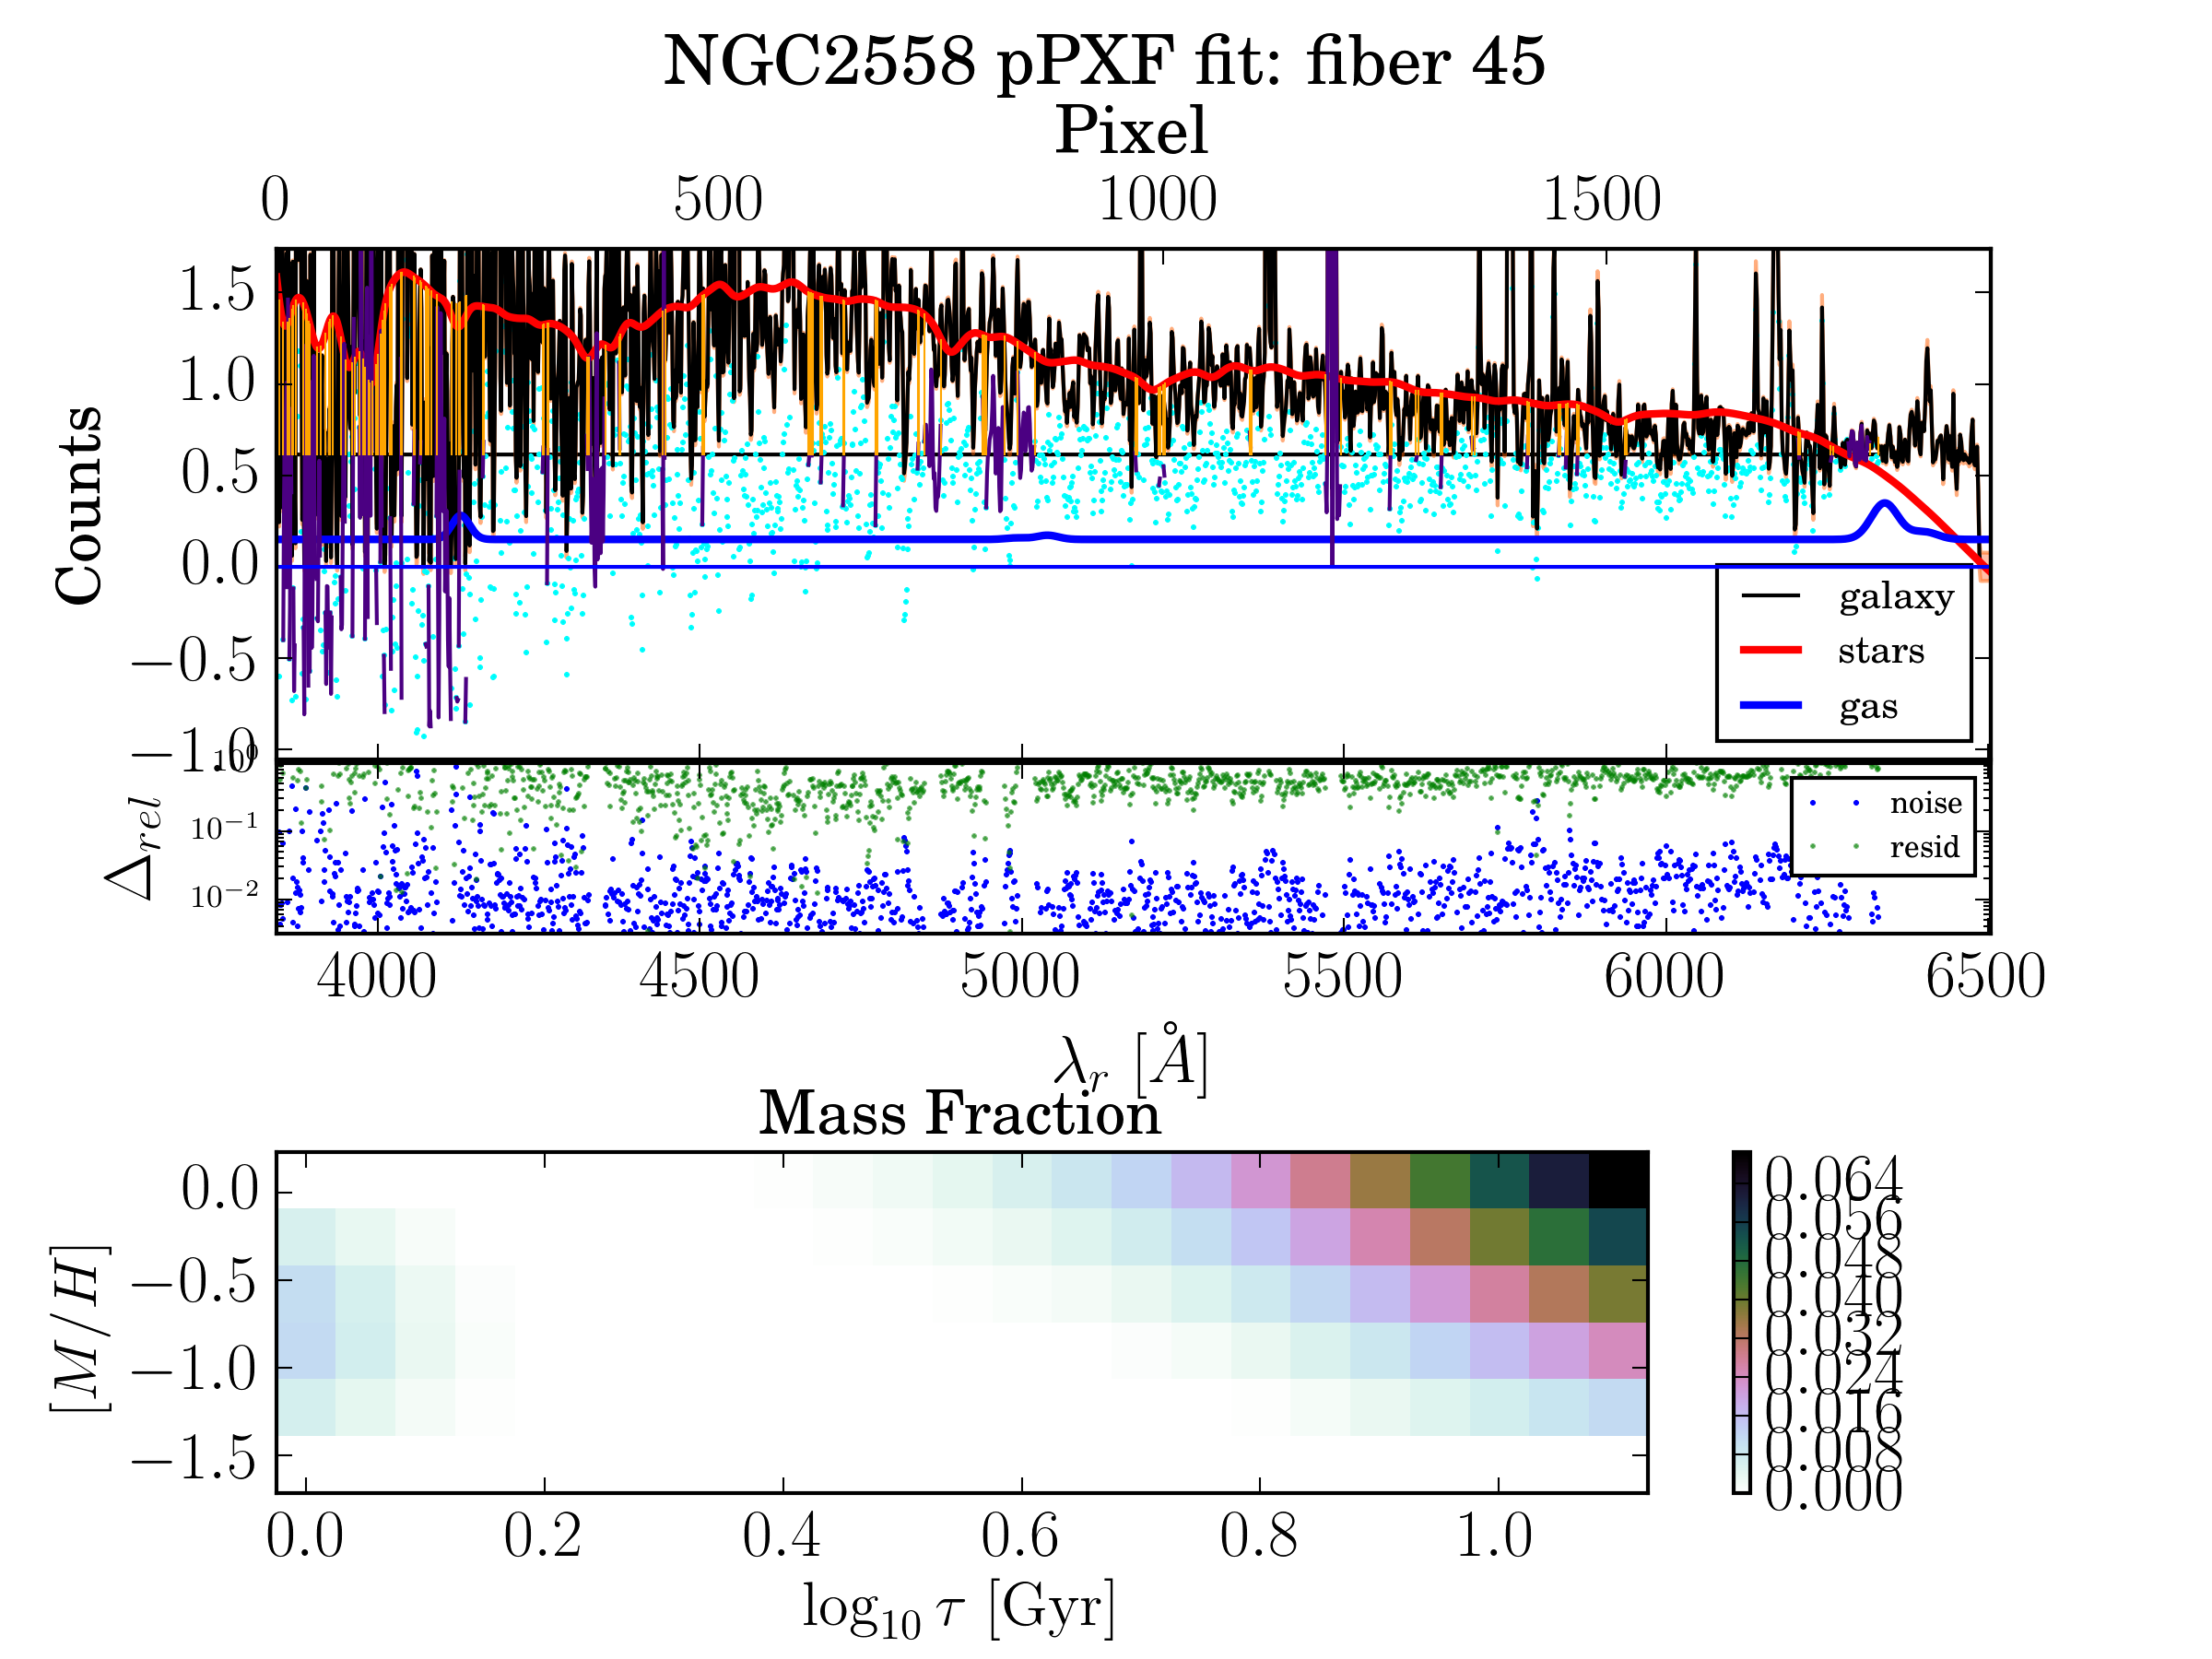 NGC2558 pPXF fit: fiber 45
Pixel
0 500 1000 1500
Counts
1.5
1.0
0.5
0.0
−0.5
−1.0
galaxy
stars
gas
Δrel
10⁰
10⁻¹
10⁻²
noise
resid
4000 4500 5000 5500 6000 6500
λr [Å]
Mass Fraction
[M/H]
0.0
−0.5
−1.0
−1.5
0.064
0.056
0.048
0.040
0.032
0.024
0.016
0.008
0.000
0.0 0.2 0.4 0.6 0.8 1.0
log₁₀ τ [Gyr]